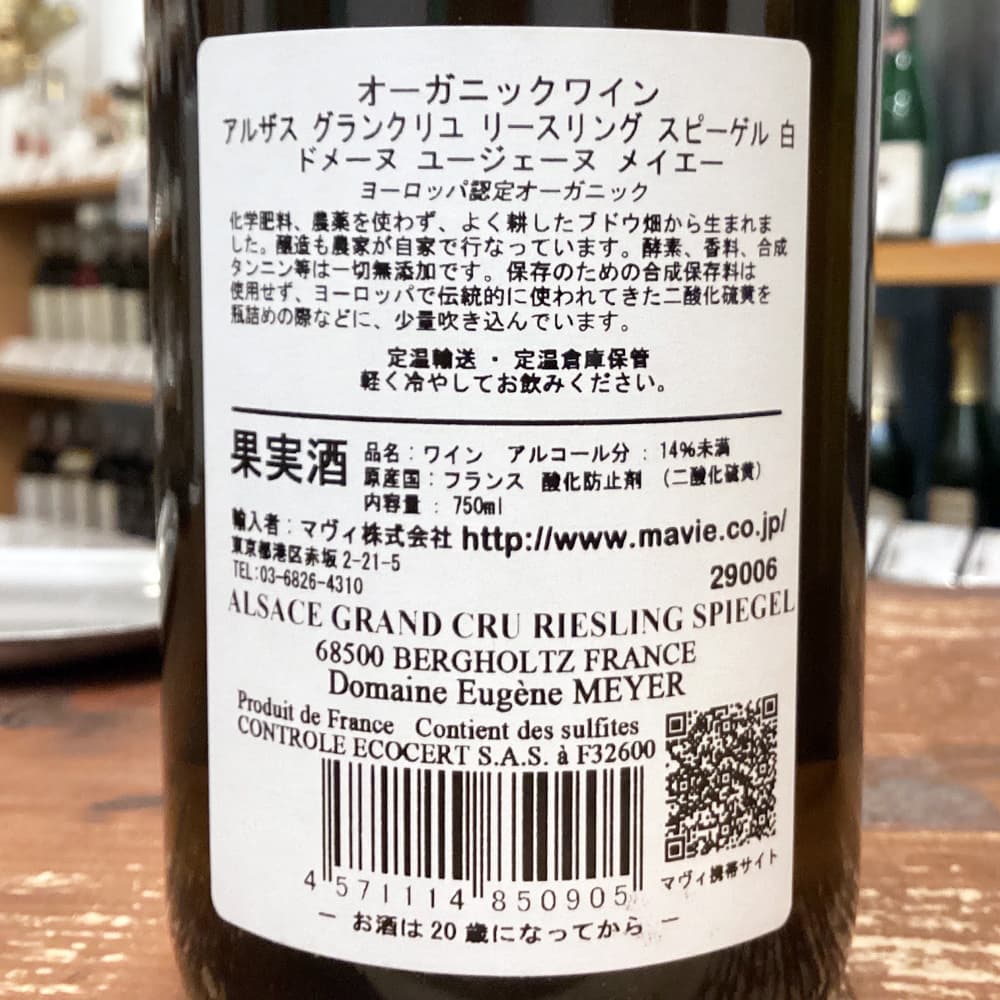 オーガニックワイン
アルザス グランクリユ リースリング スピーゲル 白
ドメーヌ ユージェーヌ メイエー
ヨーロッパ認定オーガニック
化学肥料、農薬を使わず、よく耕したブドウ畑から生まれま
した。醸造も農家が自家で行なっています。酵素、香料、合成
タンニン等は一切無添加です。保存のための合成保存料は
使用せず、ヨーロッパで伝統的に使われてきた二酸化硫黄を
瓶詰めの際などに、少量吹き込んでいます。
定温輸送・定温倉庫保管
軽く冷やしてお飲みください。
果実酒
品名：ワイン アルコール分：14%未満
原産国：フランス 酸化防止剤 （二酸化硫黄）
内容量：750ml
輸入者：マヴィ株式会社 http://www.mavie.co.jp/
東京都港区赤坂2-21-5
TEL:03-6826-4310
29006
ALSACE GRAND CRU RIESLING SPIEGEL
68500 BERGHOLTZ FRANCE
Domaine Eugène MEYER
Produit de France Contient des sulfites
CONTROLE ECOCERT S.A.S. à F32600
4 571114 850905
マヴィ携帯サイト
― お酒は20歳になってから ―